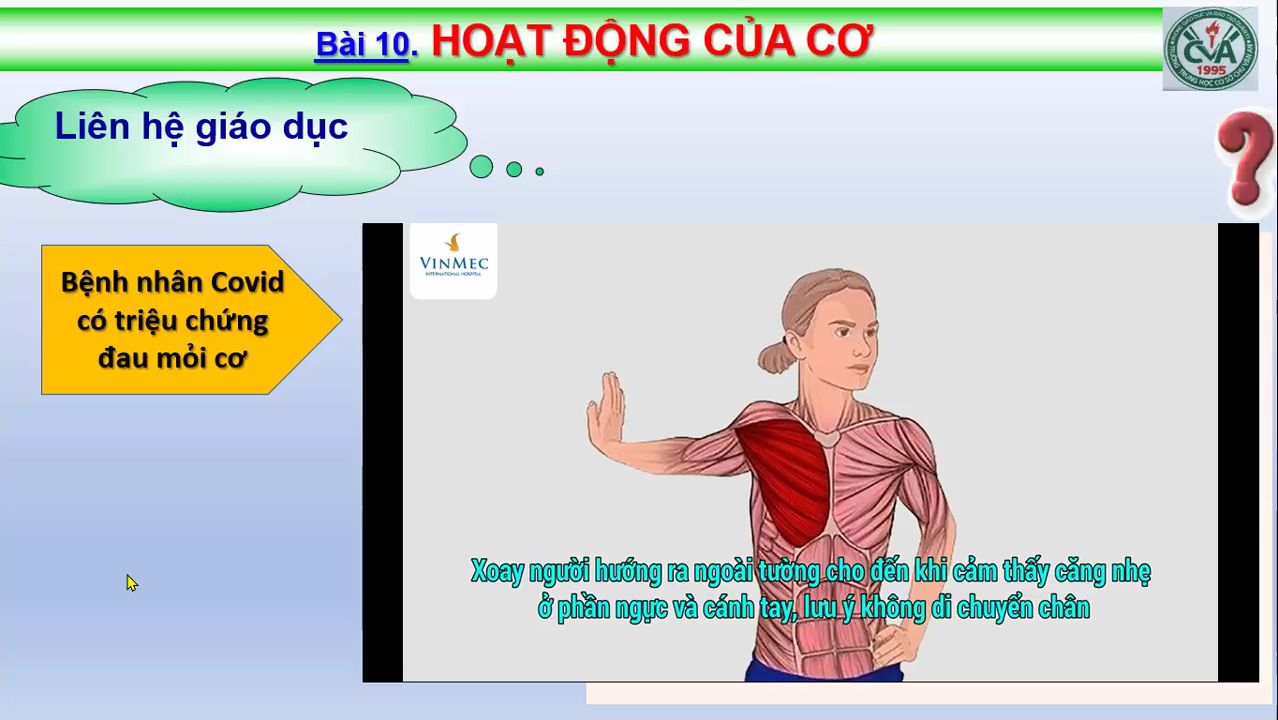 Bài 10. HOẠT ĐỘNG CỦA CƠ
CVA
1995
Liên hệ giáo dục
Bệnh nhân Covid
có triệu chứng
đau mỏi cơ
VINMEC
INTERNATIONAL HOSPITAL
Xoay người hướng ra ngoài tường cho đến khi cảm thấy căng nhẹ
ở phần ngực và cánh tay, lưu ý không di chuyển chân